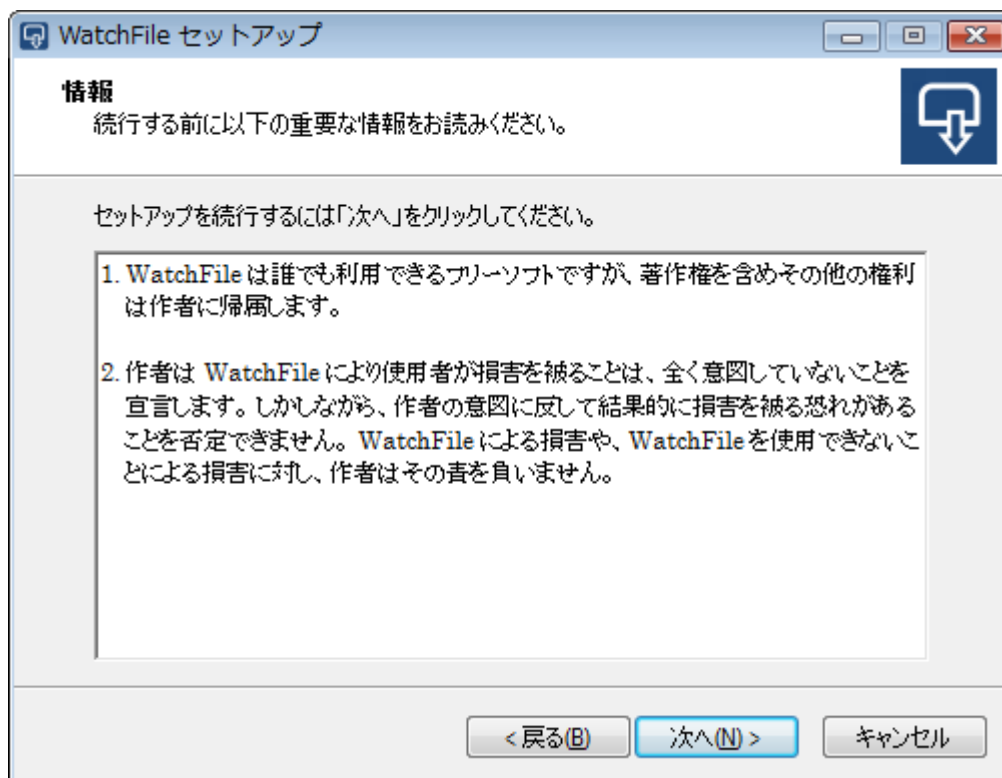 WatchFile セットアップ
情報
続行する前に以下の重要な情報をお読みください。
セットアップを続行するには「次へ」をクリックしてください。
1. WatchFile は誰でも利用できるフリーソフトですが、著作権を含めその他の権利
は作者に帰属します。
2. 作者は WatchFile により使用者が損害を被ることは、全く意図していないことを
宣言します。しかしながら、作者の意図に反して結果的に損害を被る恐れがある
ことを否定できません。WatchFile による損害や、WatchFile を使用できないこ
とによる損害に対し、作者はその責を負いません。
< 戻る(B)
次へ(N) >
キャンセル